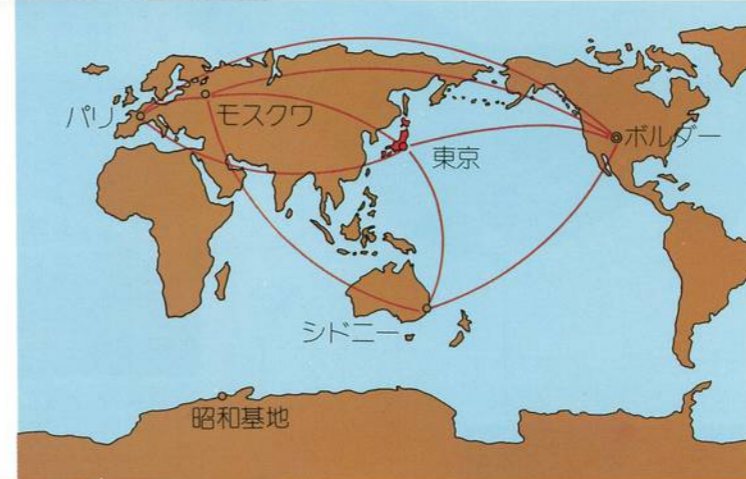 パリ
モスクワ
東京
ボルダー
シドニー
昭和基地